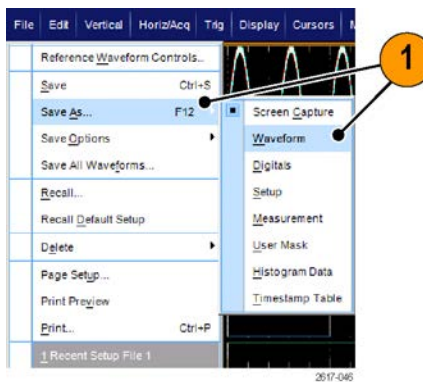 File Edit Vertical Horiz/Acq Trig Display Cursors M
Reference Waveform Controls...
Save Ctrl+S
Save As... F12
Save Options
Save All Waveforms...
Recall...
Recall Default Setup
Delete
Page Setup...
Print Preview
Print... Ctrl+P
1 Recent Setup File 1
Screen Capture
Waveform
Digitals
Setup
Measurement
User Mask
Histogram Data
Timestamp Table
1
2617-046